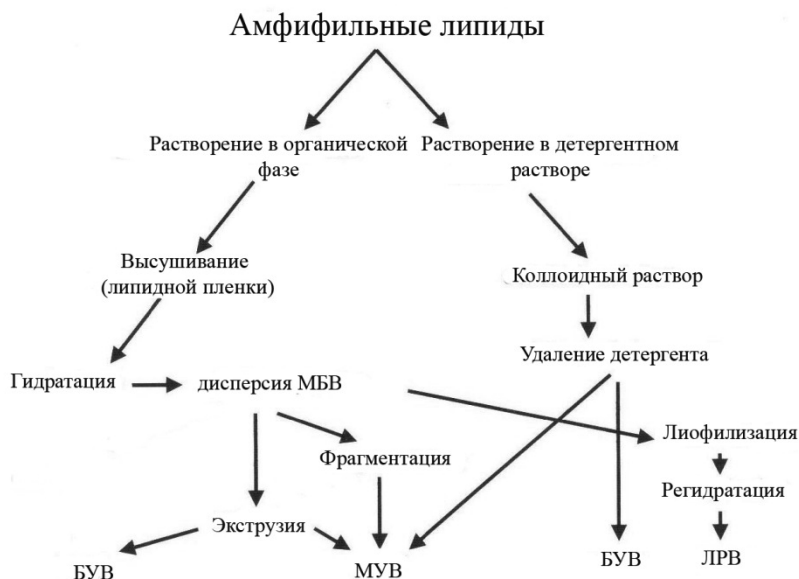 Амфифильные липиды
Растворение в органической
фазе
Растворение в детергентном
растворе
Высушивание
(липидной пленки)
Коллоидный раствор
Удаление детергента
Гидратация
дисперсия МБВ
Лиофилизация
Фрагментация
Регидратация
Экструзия
БУВ
МУВ
БУВ
ЛРВ